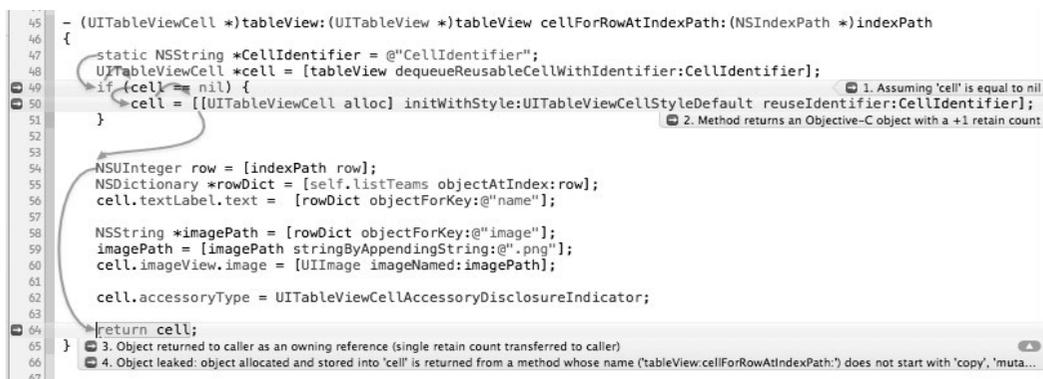 45 - (UITableViewCell *)tableView:(UITableView *)tableView cellForRowAtIndexPath:(NSIndexPath *)indexPath
46 {
47 static NSString *CellIdentifier = @"CellIdentifier";
48 UITableViewCell *cell = [tableView dequeueReusableCellWithIdentifier:CellIdentifier];
49 if (cell == nil) { 1. Assuming 'cell' is equal to nil
50 cell = [[UITableViewCell alloc] initWithStyle:UITableViewCellStyleDefault reuseIdentifier:CellIdentifier];
51 } 2. Method returns an Objective-C object with a +1 retain count
52
53
54 NSUInteger row = [indexPath row];
55 NSDictionary *rowDict = [self.listTeams objectAtIndex:row];
56 cell.textLabel.text = [rowDict objectForKey:@"name"];
57
58 NSString *imagePath = [rowDict objectForKey:@"image"];
59 imagePath = [imagePath stringByAppendingString:@".png"];
60 cell.imageView.image = [UIImage imageNamed:imagePath];
61
62 cell.accessoryType = UITableViewCellAccessoryDisclosureIndicator;
63
64 return cell;
65 } 3. Object returned to caller as an owning reference (single retain count transferred to caller)
66 4. Object leaked: object allocated and stored into 'cell' is returned from a method whose name ('tableView:cellForRowAtIndexPath:') does not start with 'copy', 'muta...
67